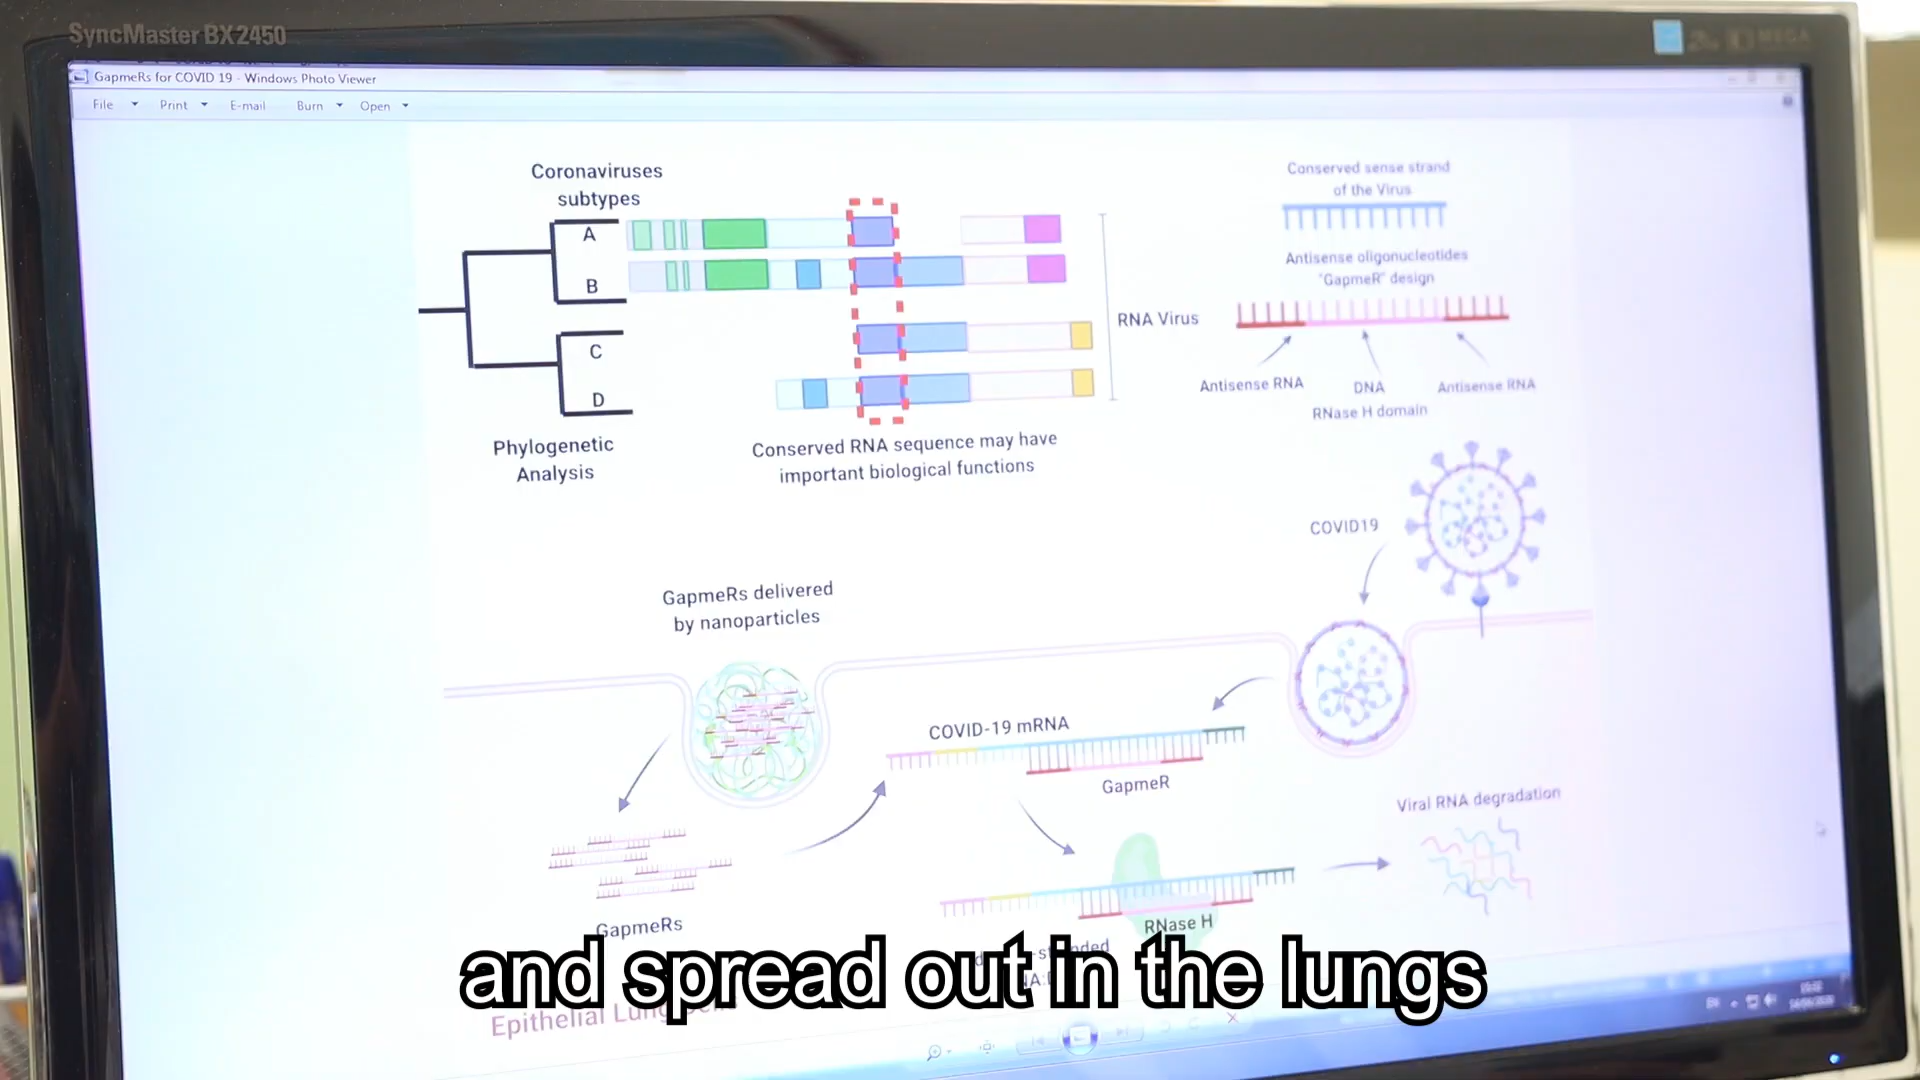 SyncMaster BX2450
GapmeRs for COVID 19 - Windows Photo Viewer
File Print E-mail Burn Open
Coronaviruses
subtypes
A
B
C
D
Phylogenetic
Analysis
RNA Virus
Conserved RNA sequence may have
important biological functions
Conserved sense strand
of the Virus
Antisense oligonucleotides
"GapmeR" design
Antisense RNA
DNA
RNase H domain
Antisense RNA
COVID19
GapmeRs delivered
by nanoparticles
COVID-19 mRNA
GapmeR
Viral RNA degradation
GapmeRs
RNase H
and spread out in the lungs
Epithelial